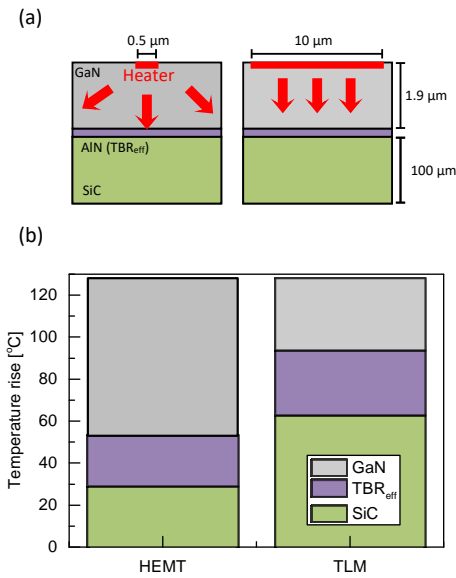 (a)
0.5 µm
10 µm
GaN
Heater
1.9 µm
AlN (TBReff)
100 µm
SiC
(b)
Temperature rise [°C]
120
100
80
60
40
20
0
GaN
TBReff
SiC
HEMT
TLM